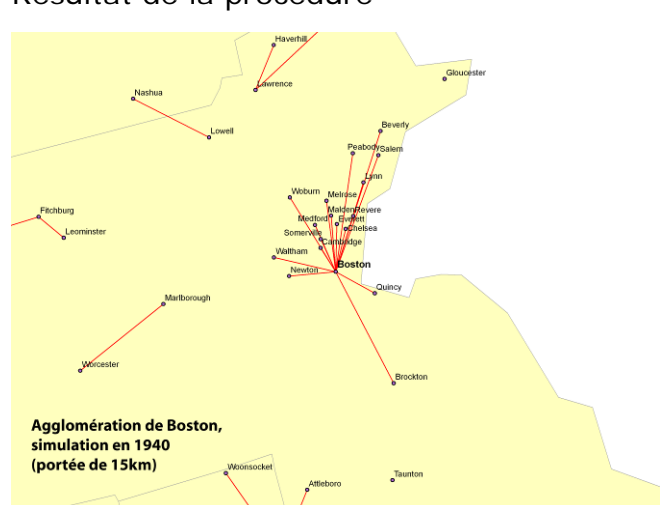 Résultat de la procédure
Haverhill
Gloucester
Lawrence
Nashua
Beverly
Lowell
Peabody
Salem
Lynn
Woburn
Melrose
Fitchburg
Malden
Revere
Medford
Everett
Chelsea
Leominster
Somerville
Cambridge
Waltham
Boston
Newton
Quincy
Marlborough
Worcester
Brockton
Agglomération de Boston,
simulation en 1940
(portée de 15km)
Woonsocket
Taunton
Attleboro